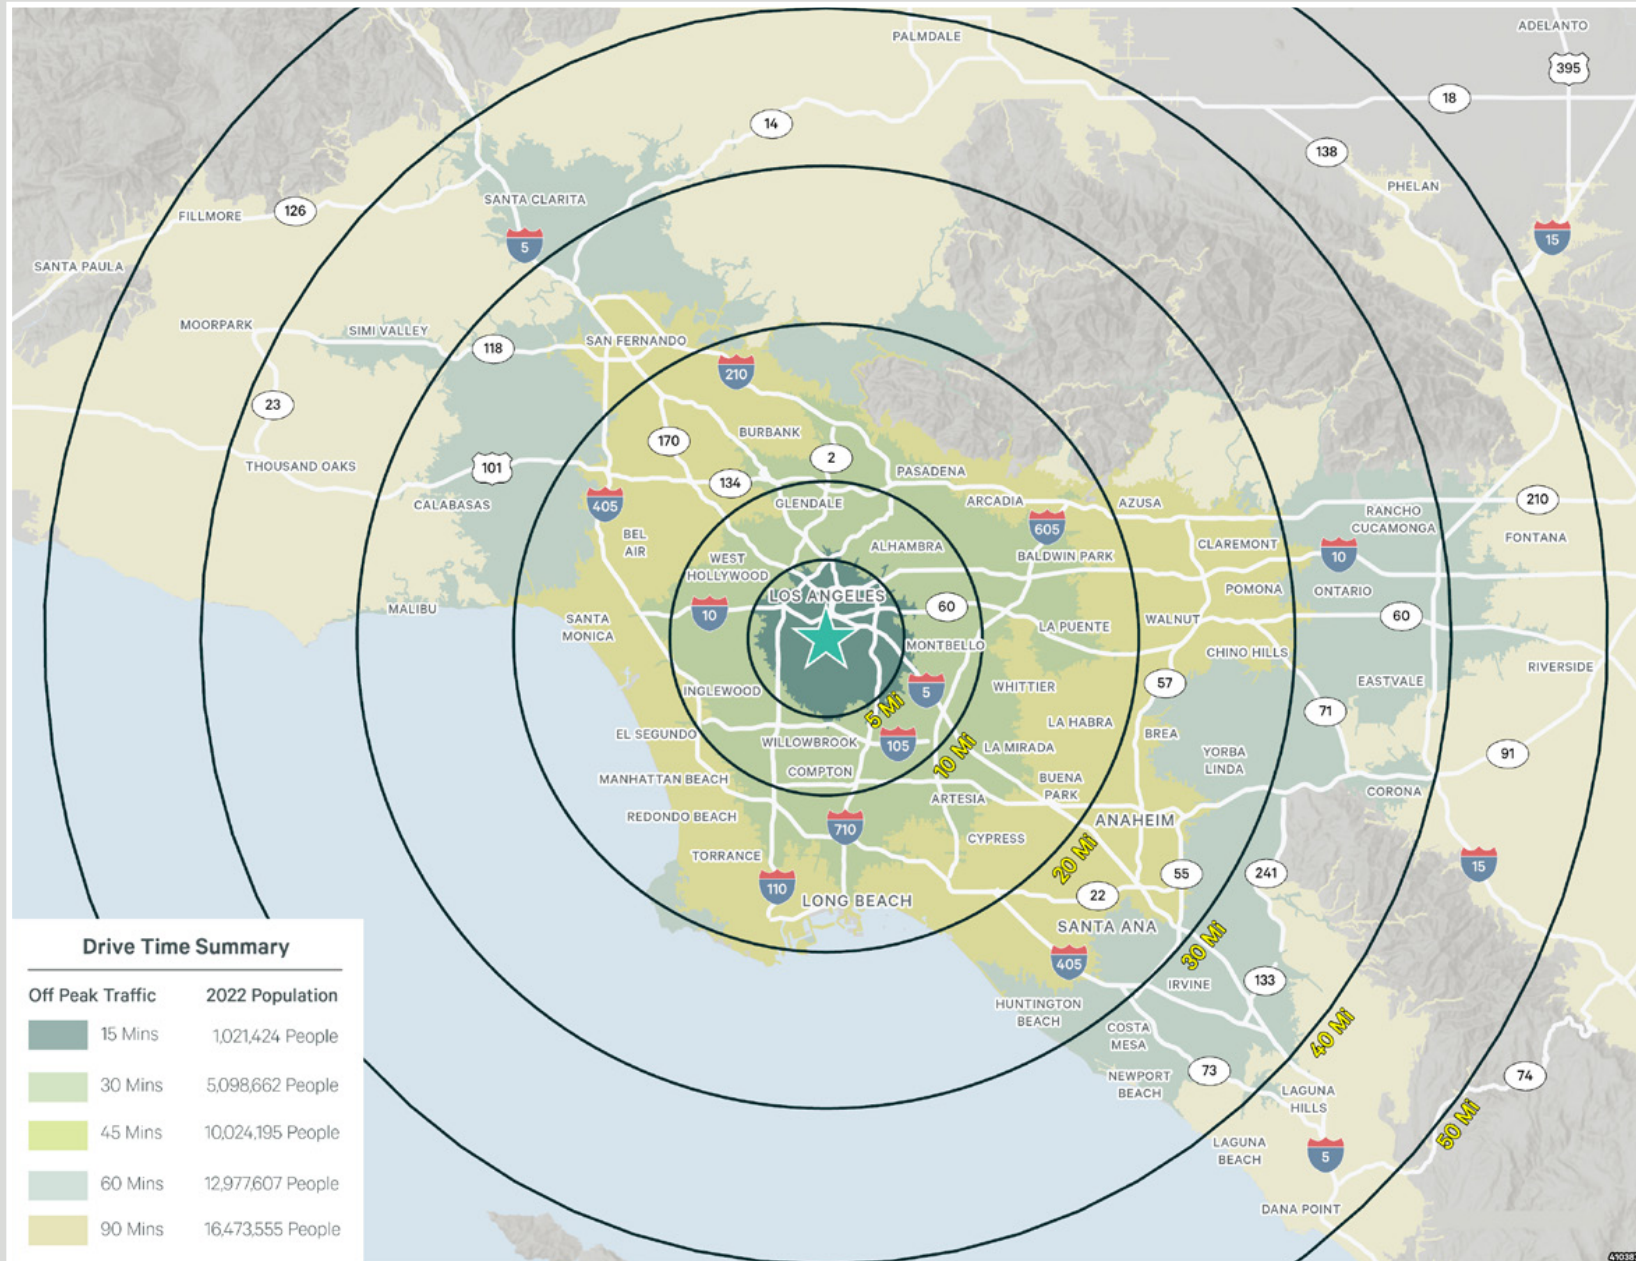 ADELANTO
PALMDALE
395
18
14
138
PHELAN
SANTA CLARITA
126
FILLMORE
5
15
SANTA PAULA
MOORPARK
SIMI VALLEY
118
SAN FERNANDO
210
23
BURBANK
170
2
THOUSAND OAKS
101
PASADENA
134
CALABASAS
405
GLENDALE
ARCADIA
AZUSA
210
RANCHO
CUCAMONGA
605
BEL
AIR
FONTANA
ALHAMBRA
CLAREMONT
BALDWIN PARK
10
WEST
HOLLYWOOD
POMONA
ONTARIO
LOS ANGELES
MALIBU
10
60
60
SANTA
MONICA
WALNUT
LA PUENTE
MONTBELLO
CHINO HILLS
RIVERSIDE
INGLEWOOD
5
WHITTIER
57
EASTVALE
5 Mi
71
LA HABRA
EL SEGUNDO
WILLOWBROOK
105
LA MIRADA
BREA
10 Mi
YORBA
LINDA
91
COMPTON
MANHATTAN BEACH
BUENA
PARK
CORONA
ARTESIA
REDONDO BEACH
710
ANAHEIM
CYPRESS
TORRANCE
20 Mi
15
110
55
241
22
LONG BEACH
SANTA ANA
30 Mi
405
IRVINE
133
HUNTINGTON
BEACH
COSTA
MESA
40 Mi
73
74
NEWPORT
BEACH
LAGUNA
HILLS
50 Mi
LAGUNA
BEACH
5
DANA POINT
Drive Time Summary
Off Peak Traffic 2022 Population
15 Mins 1,021,424 People
30 Mins 5,098,662 People
45 Mins 10,024,195 People
60 Mins 12,977,607 People
90 Mins 16,473,555 People